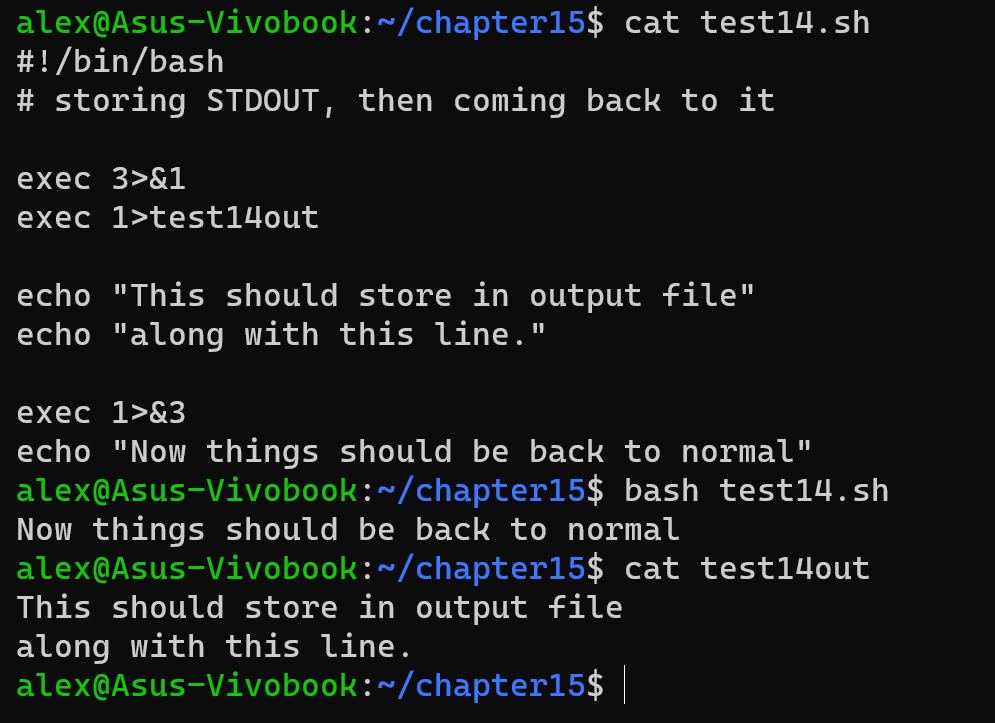 alex@Asus-Vivobook:~/chapter15$ cat test14.sh
#!/bin/bash
# storing STDOUT, then coming back to it
exec 3>&1
exec 1>test14out
echo "This should store in output file"
echo "along with this line."
exec 1>&3
echo "Now things should be back to normal"
alex@Asus-Vivobook:~/chapter15$ bash test14.sh
Now things should be back to normal
alex@Asus-Vivobook:~/chapter15$ cat test14out
This should store in output file
along with this line.
alex@Asus-Vivobook:~/chapter15$